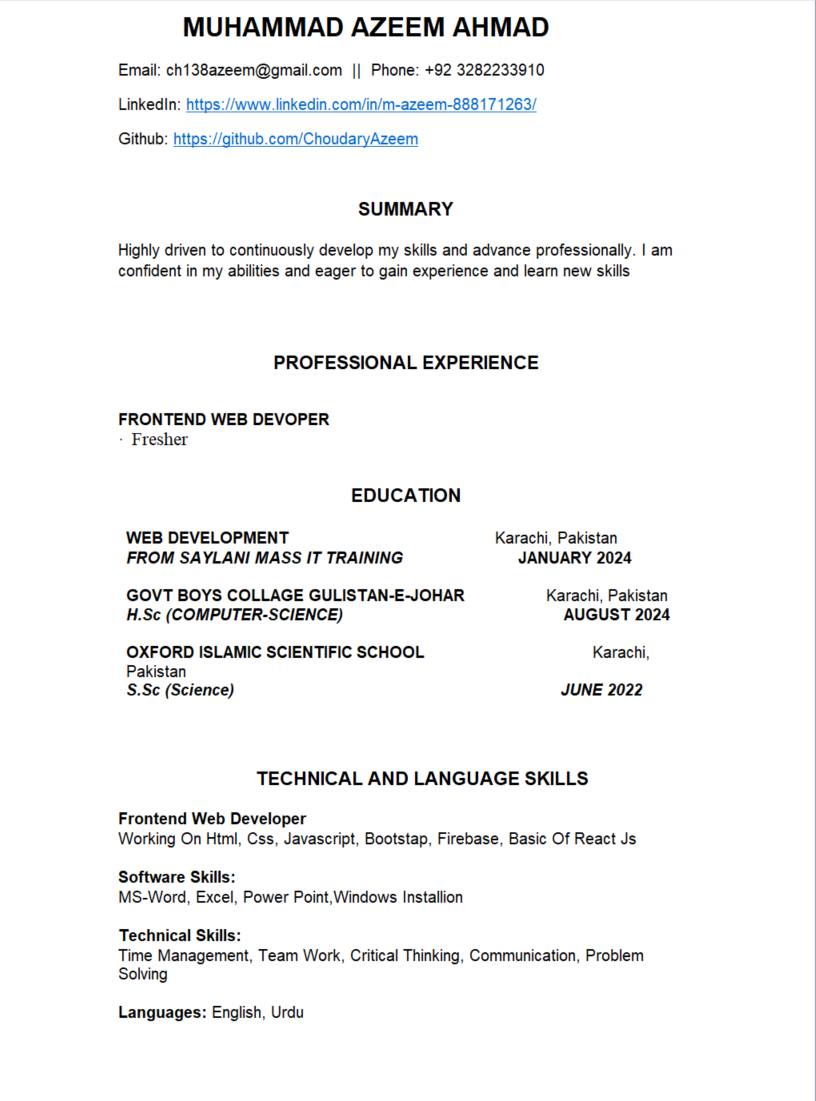 MUHAMMAD AZEEM AHMAD
Email: ch138azeem@gmail.com || Phone: +92 3282233910
LinkedIn: https://www.linkedin.com/in/m-azeem-888171263/
Github: https://github.com/ChoudaryAzeem
SUMMARY
Highly driven to continuously develop my skills and advance professionally. I am
confident in my abilities and eager to gain experience and learn new skills
PROFESSIONAL EXPERIENCE
FRONTEND WEB DEVOPER
· Fresher
EDUCATION
WEB DEVELOPMENT Karachi, Pakistan
FROM SAYLANI MASS IT TRAINING JANUARY 2024
GOVT BOYS COLLAGE GULISTAN-E-JOHAR Karachi, Pakistan
H.Sc (COMPUTER-SCIENCE) AUGUST 2024
OXFORD ISLAMIC SCIENTIFIC SCHOOL Karachi,
Pakistan
S.Sc (Science) JUNE 2022
TECHNICAL AND LANGUAGE SKILLS
Frontend Web Developer
Working On Html, Css, Javascript, Bootstap, Firebase, Basic Of React Js
Software Skills:
MS-Word, Excel, Power Point,Windows Installion
Technical Skills:
Time Management, Team Work, Critical Thinking, Communication, Problem
Solving
Languages: English, Urdu